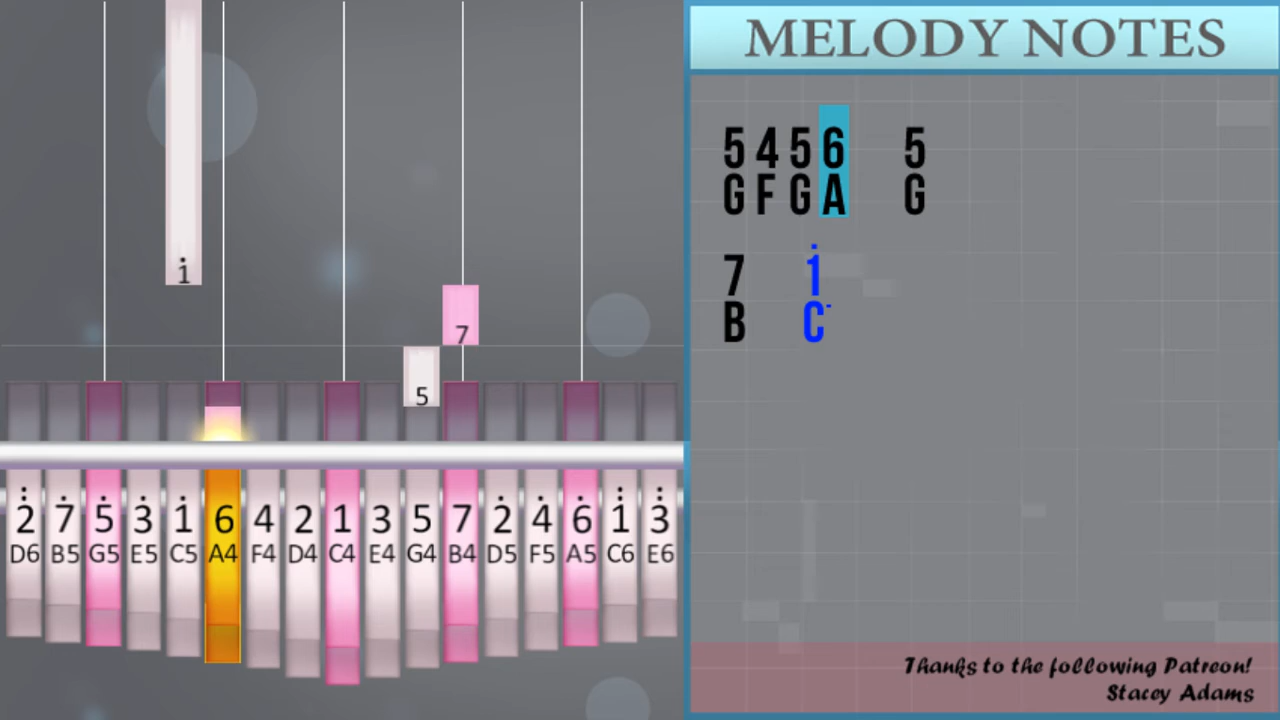 MELODY NOTES
5 4 5 6 5
G F G A G
7 1̇
B C˙
1̇
7
5
2̈ 7̇ 5̇ 3̇ 1̇ 6 4 2 1 3 5 7 2̇ 4̇ 6̇ 1̈ 3̈
D6 B5 G5 E5 C5 A4 F4 D4 C4 E4 G4 B4 D5 F5 A5 C6 E6
Thanks to the following Patreon!
Stacey Adams